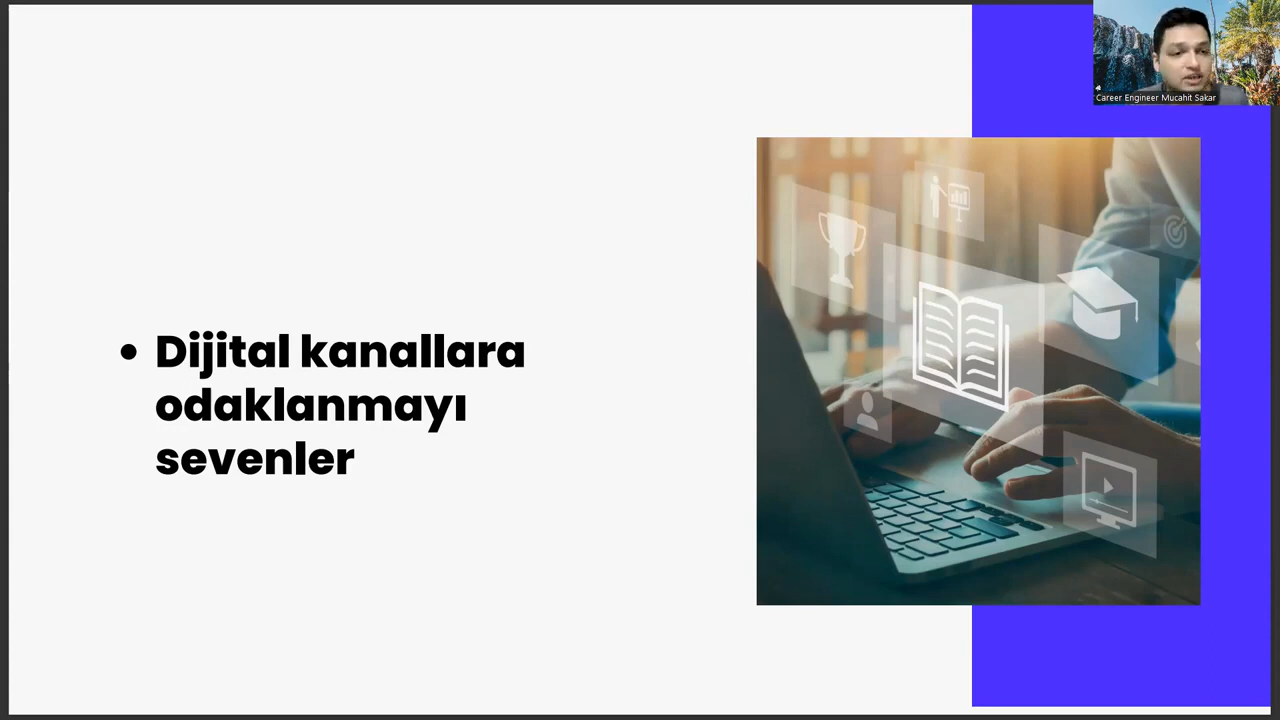 Career Engineer Mucahit Sakar
• Dijital kanallara
odaklanmayı
sevenler